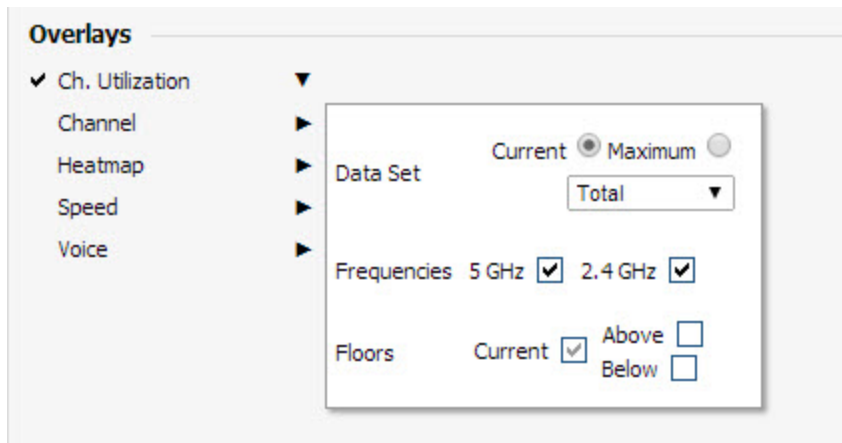 Overlays
Ch. Utilization
Channel
Heatmap
Speed
Voice
Data Set
Current Maximum
Total
Frequencies 5 GHz 2.4 GHz
Floors
Current
Above
Below